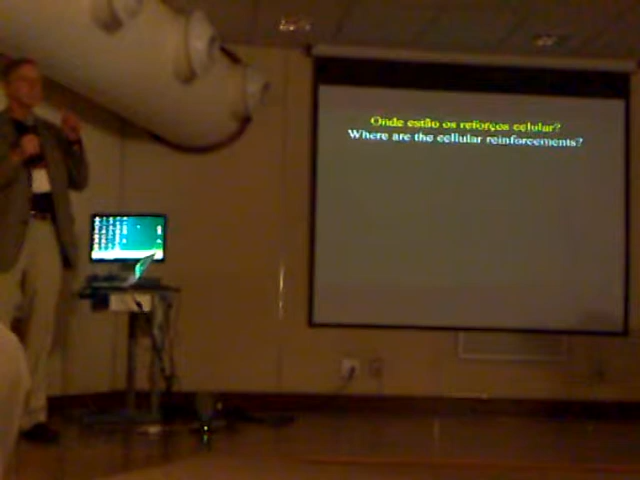 Onde estão os reforços celular?
Where are the cellular reinforcements?